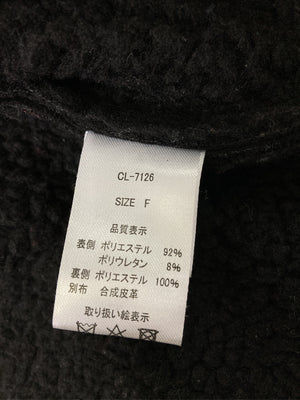 CL-7126
SIZE F
品質表示
表側 ポリエステル 92%
ポリウレタン 8%
裏側 ポリエステル 100%
別布 合成皮革
取り扱い絵表示